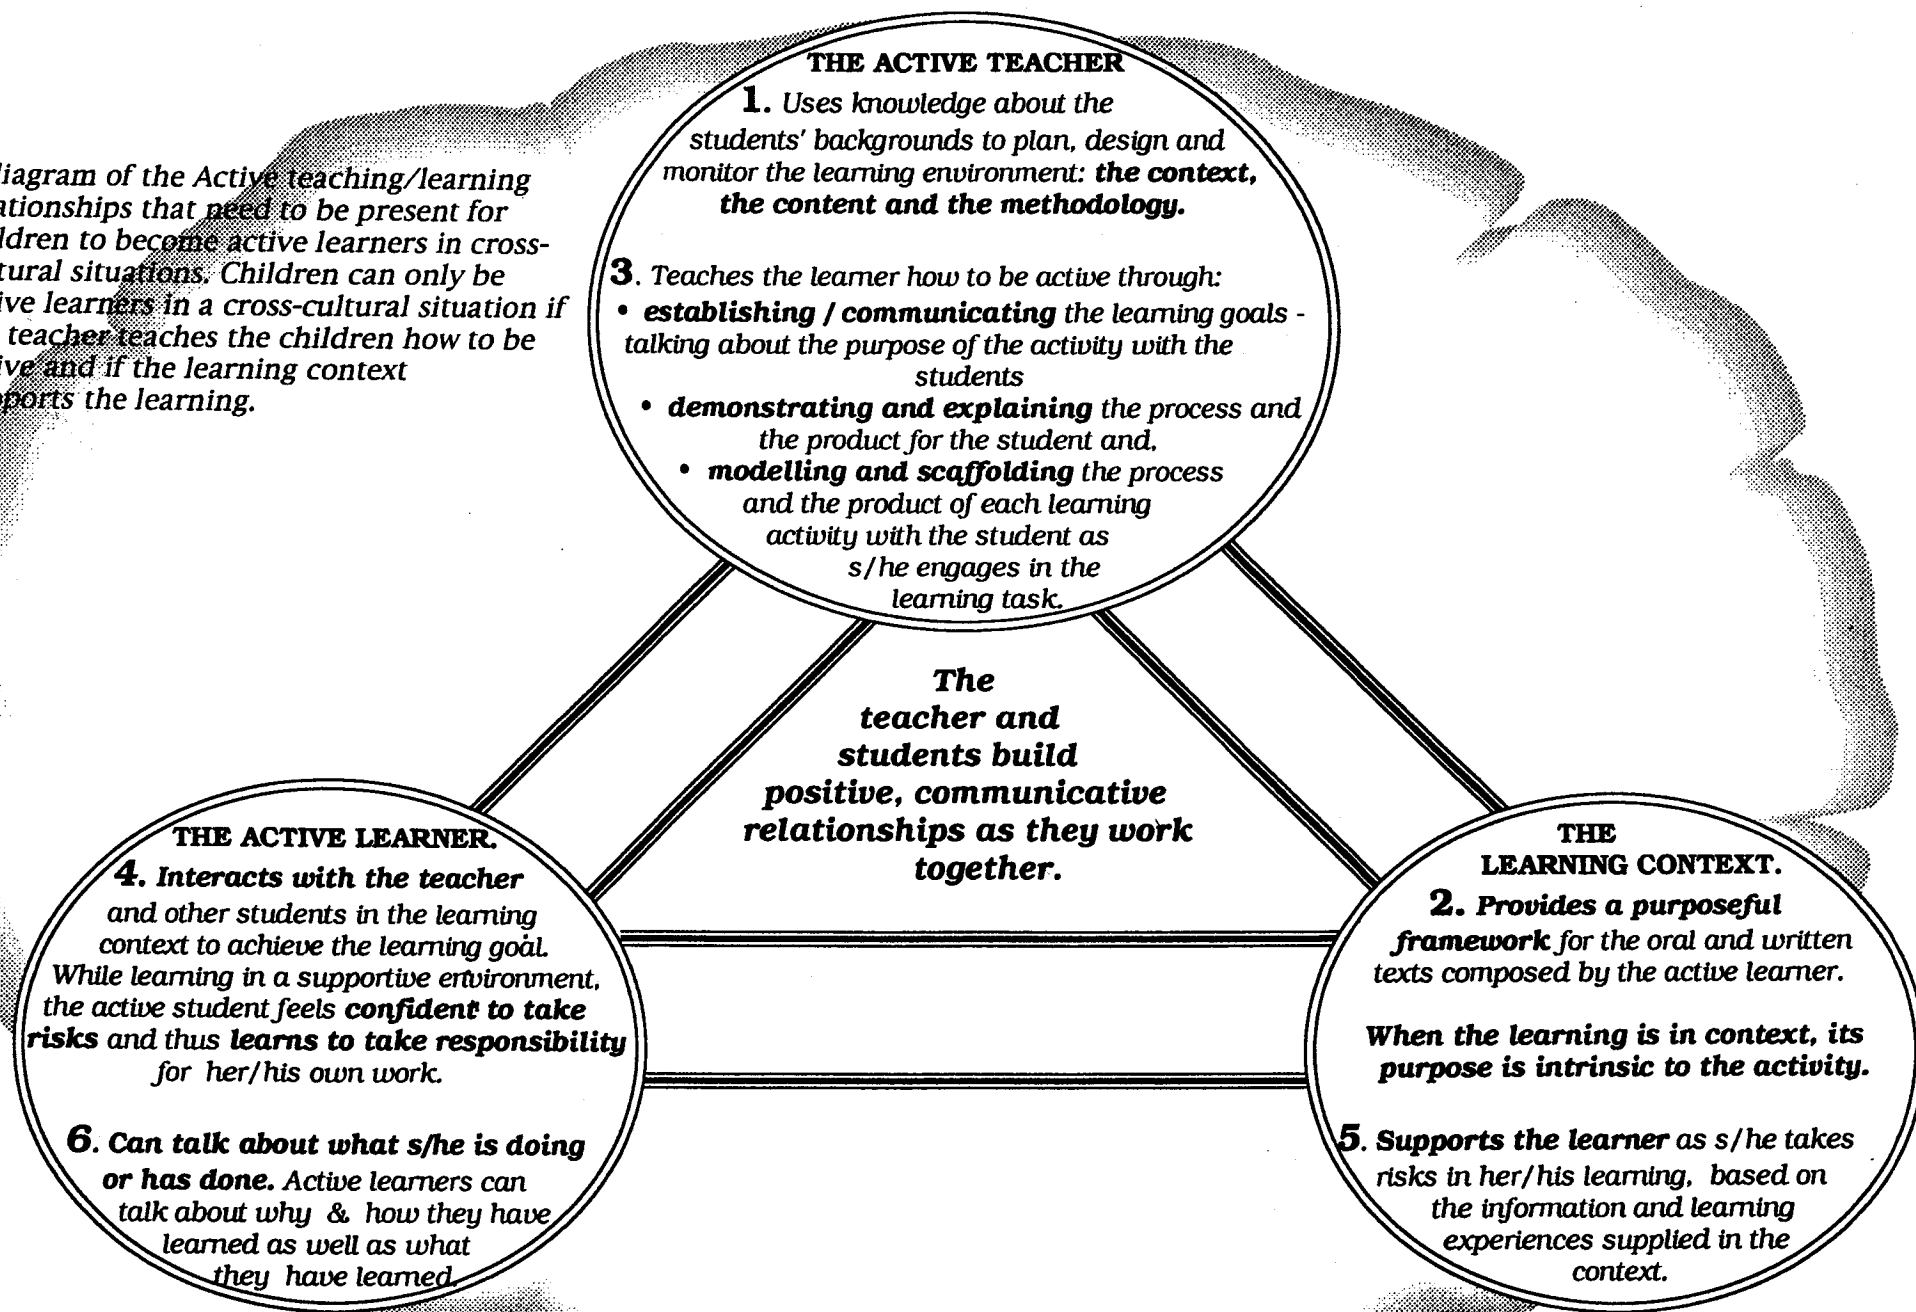 diagram of the Active teaching/learning
ationships that need to be present for
ldren to become active learners in cross-
tural situations. Children can only be
ive learners in a cross-cultural situation if
teacher teaches the children how to be
ive and if the learning context
pports the learning.
THE ACTIVE TEACHER
1. Uses knowledge about the
students' backgrounds to plan, design and
monitor the learning environment: the context,
the content and the methodology.
3. Teaches the learner how to be active through:
• establishing / communicating the learning goals -
talking about the purpose of the activity with the
students
• demonstrating and explaining the process and
the product for the student and,
• modelling and scaffolding the process
and the product of each learning
activity with the student as
s/he engages in the
learning task.
The
teacher and
students build
positive, communicative
relationships as they work
together.
THE ACTIVE LEARNER.
4. Interacts with the teacher
and other students in the learning
context to achieve the learning goal.
While learning in a supportive environment,
the active student feels confident to take
risks and thus learns to take responsibility
for her/his own work.
6. Can talk about what s/he is doing
or has done. Active learners can
talk about why & how they have
learned as well as what
they have learned.
THE
LEARNING CONTEXT.
2. Provides a purposeful
framework for the oral and written
texts composed by the active learner.
When the learning is in context, its
purpose is intrinsic to the activity.
5. Supports the learner as s/he takes
risks in her/his learning, based on
the information and learning
experiences supplied in the
context.